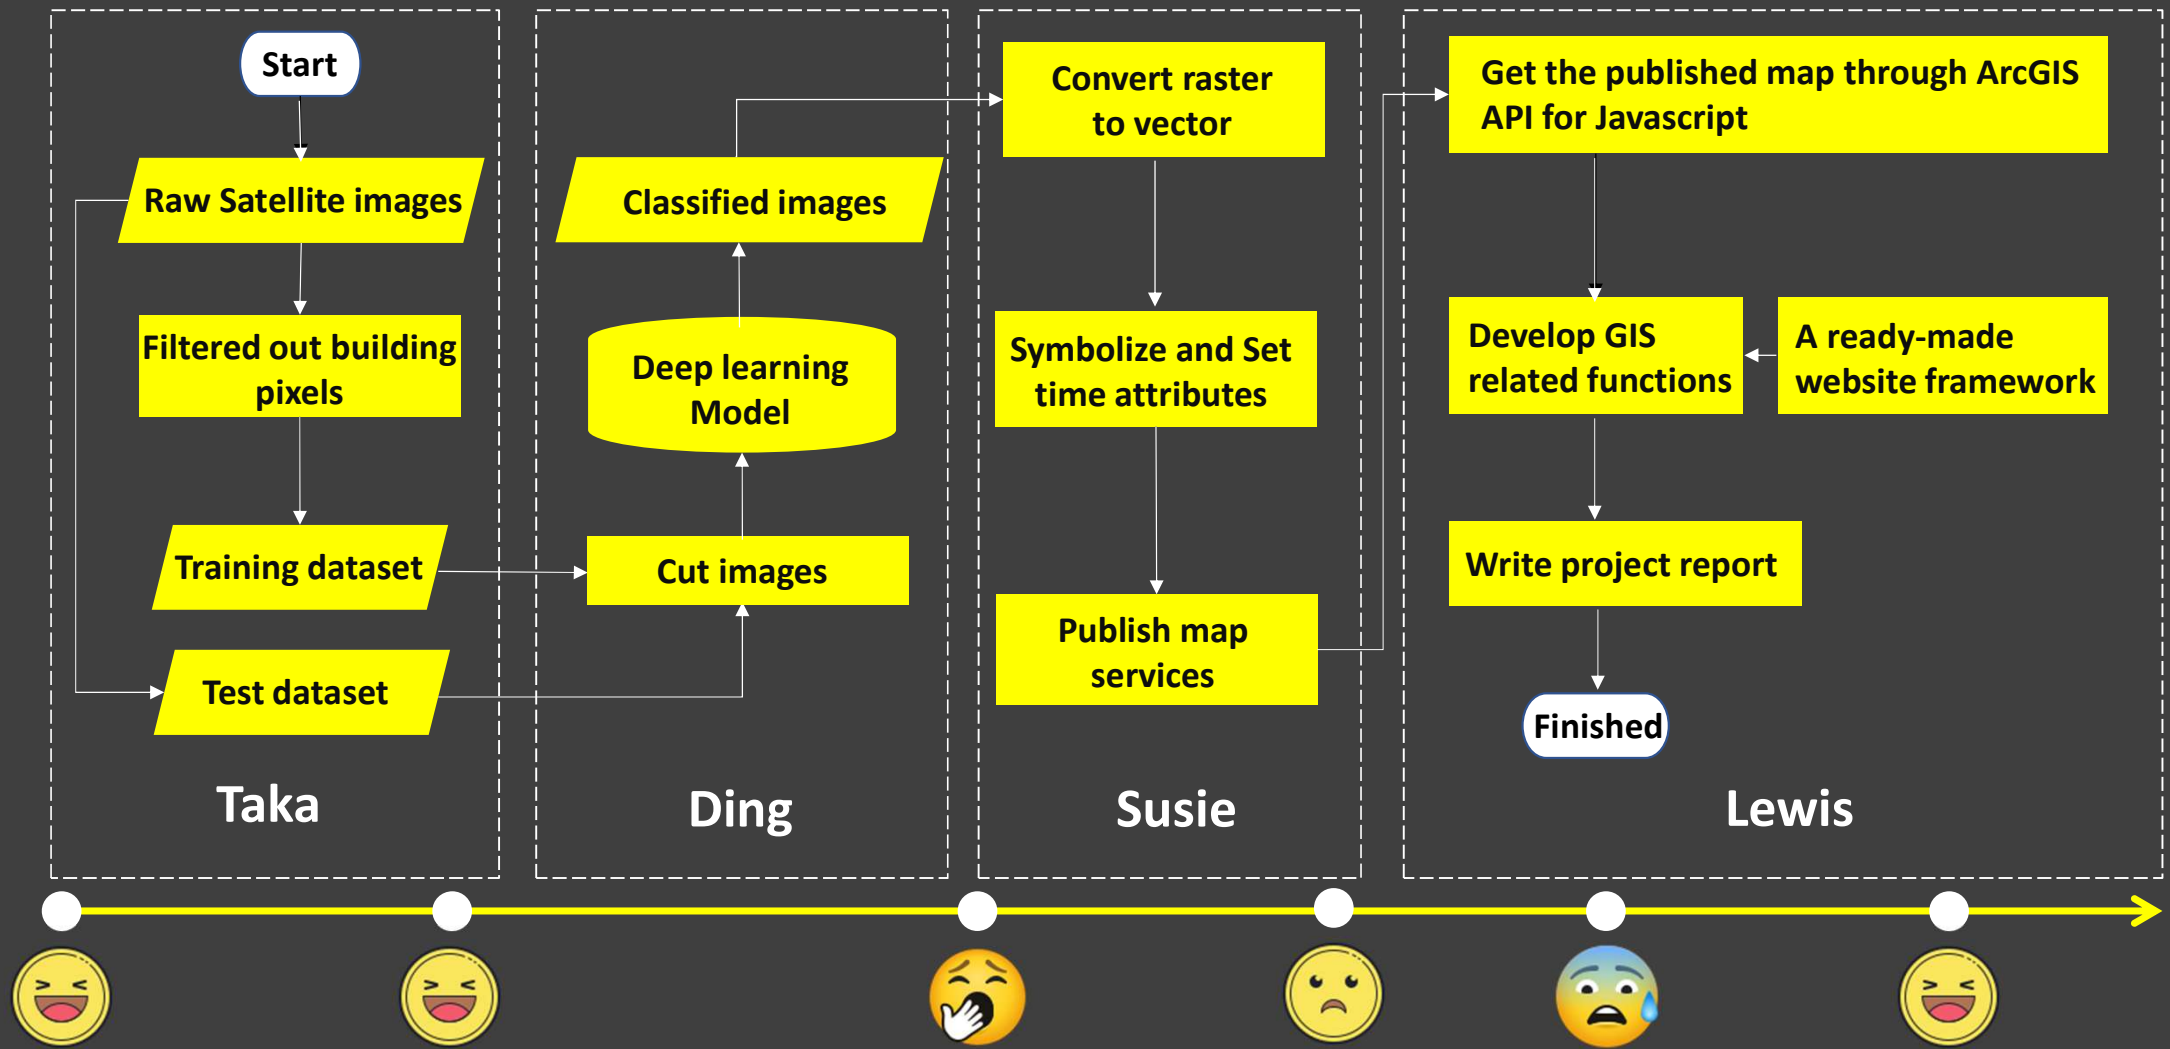 Start
Raw Satellite images
Filtered out building
pixels
Training dataset
Test dataset
Taka
Classified images
Deep learning
Model
Cut images
Ding
Convert raster
to vector
Symbolize and Set
time attributes
Publish map
services
Susie
Get the published map through ArcGIS
API for Javascript
Develop GIS
related functions
A ready-made
website framework
Write project report
Finished
Lewis